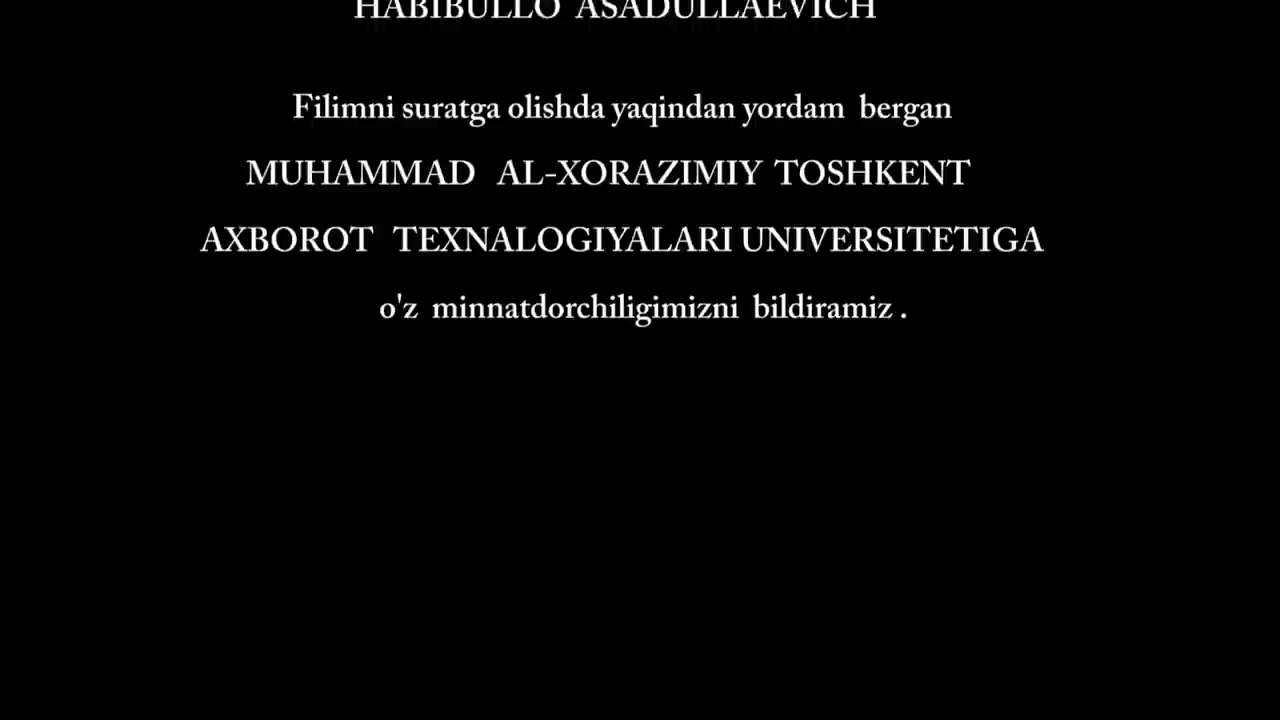 HABIBULLO ASADULLAEVICH
Filimni suratga olishda yaqindan yordam bergan
MUHAMMAD AL-XORAZIMIY TOSHKENT
AXBOROT TEXNALOGIYALARI UNIVERSITETIGA
o'z minnatdorchiligimizni bildiramiz .